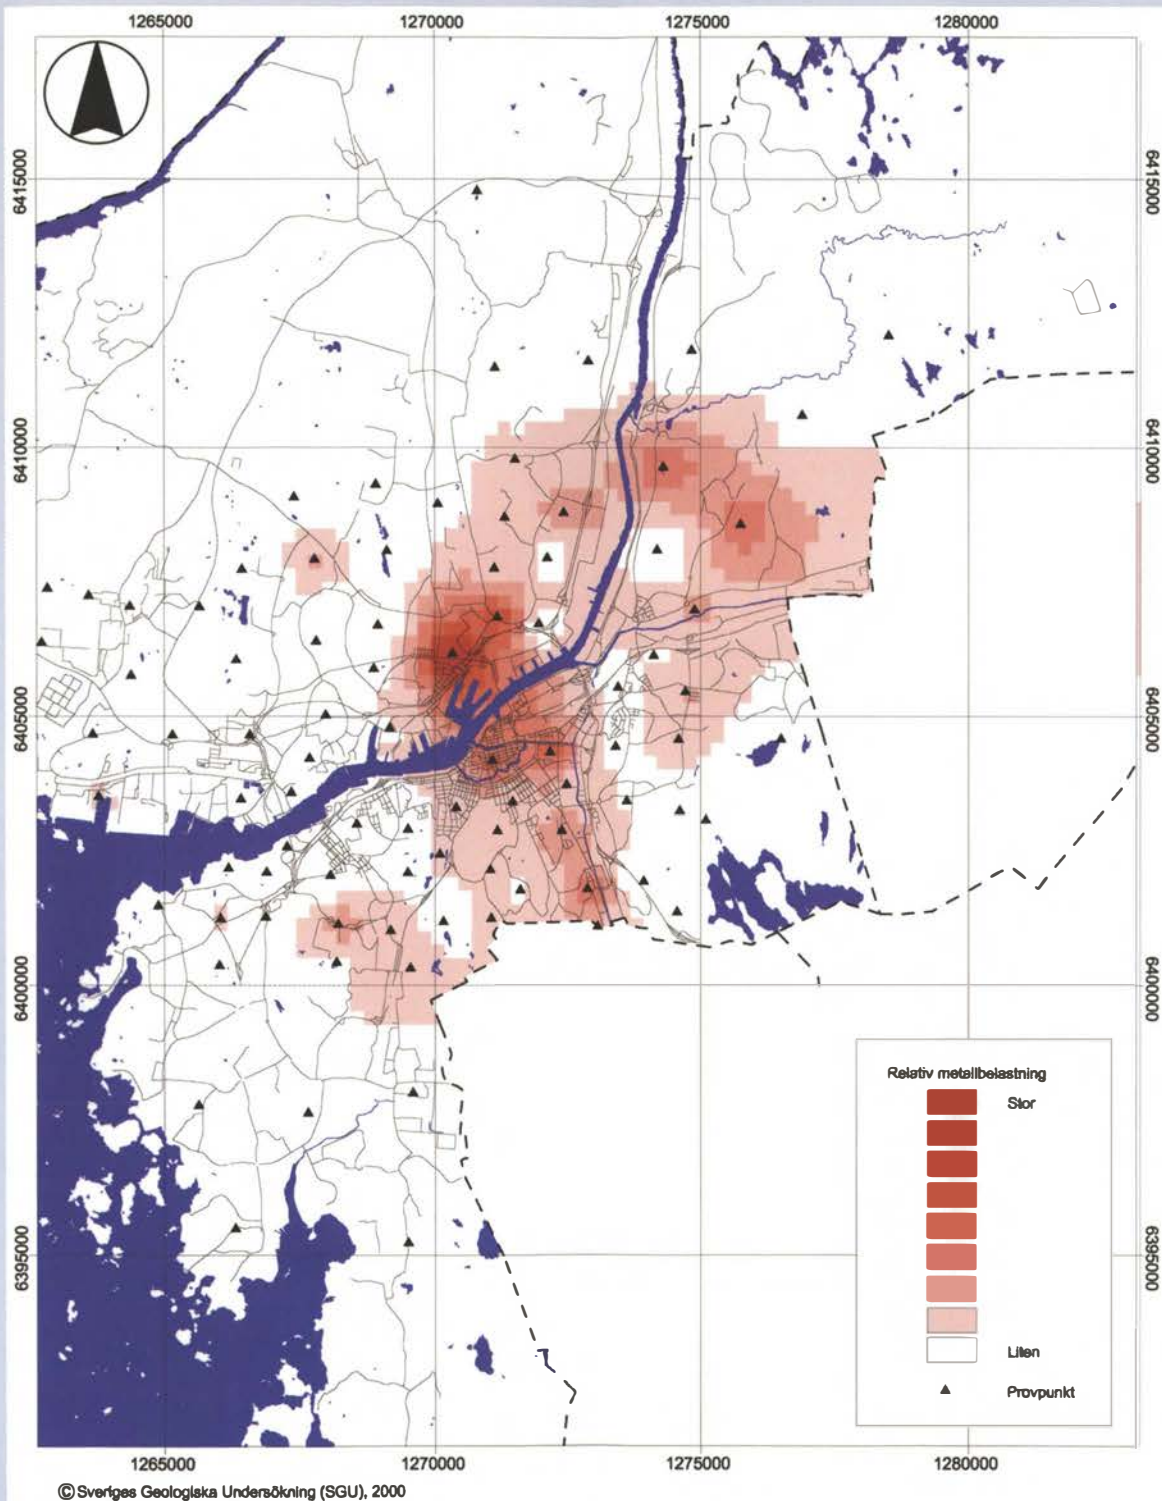 1265000 1270000 1275000 1280000
6415000 6415000
6410000 6410000
6405000 6405000
6400000 6400000
Relativ metallbelastning
Stor
Liten
Provpunkt
6395000 6395000
1265000 1270000 1275000 1280000
© Sveriges Geologiska Undersökning (SGU), 2000